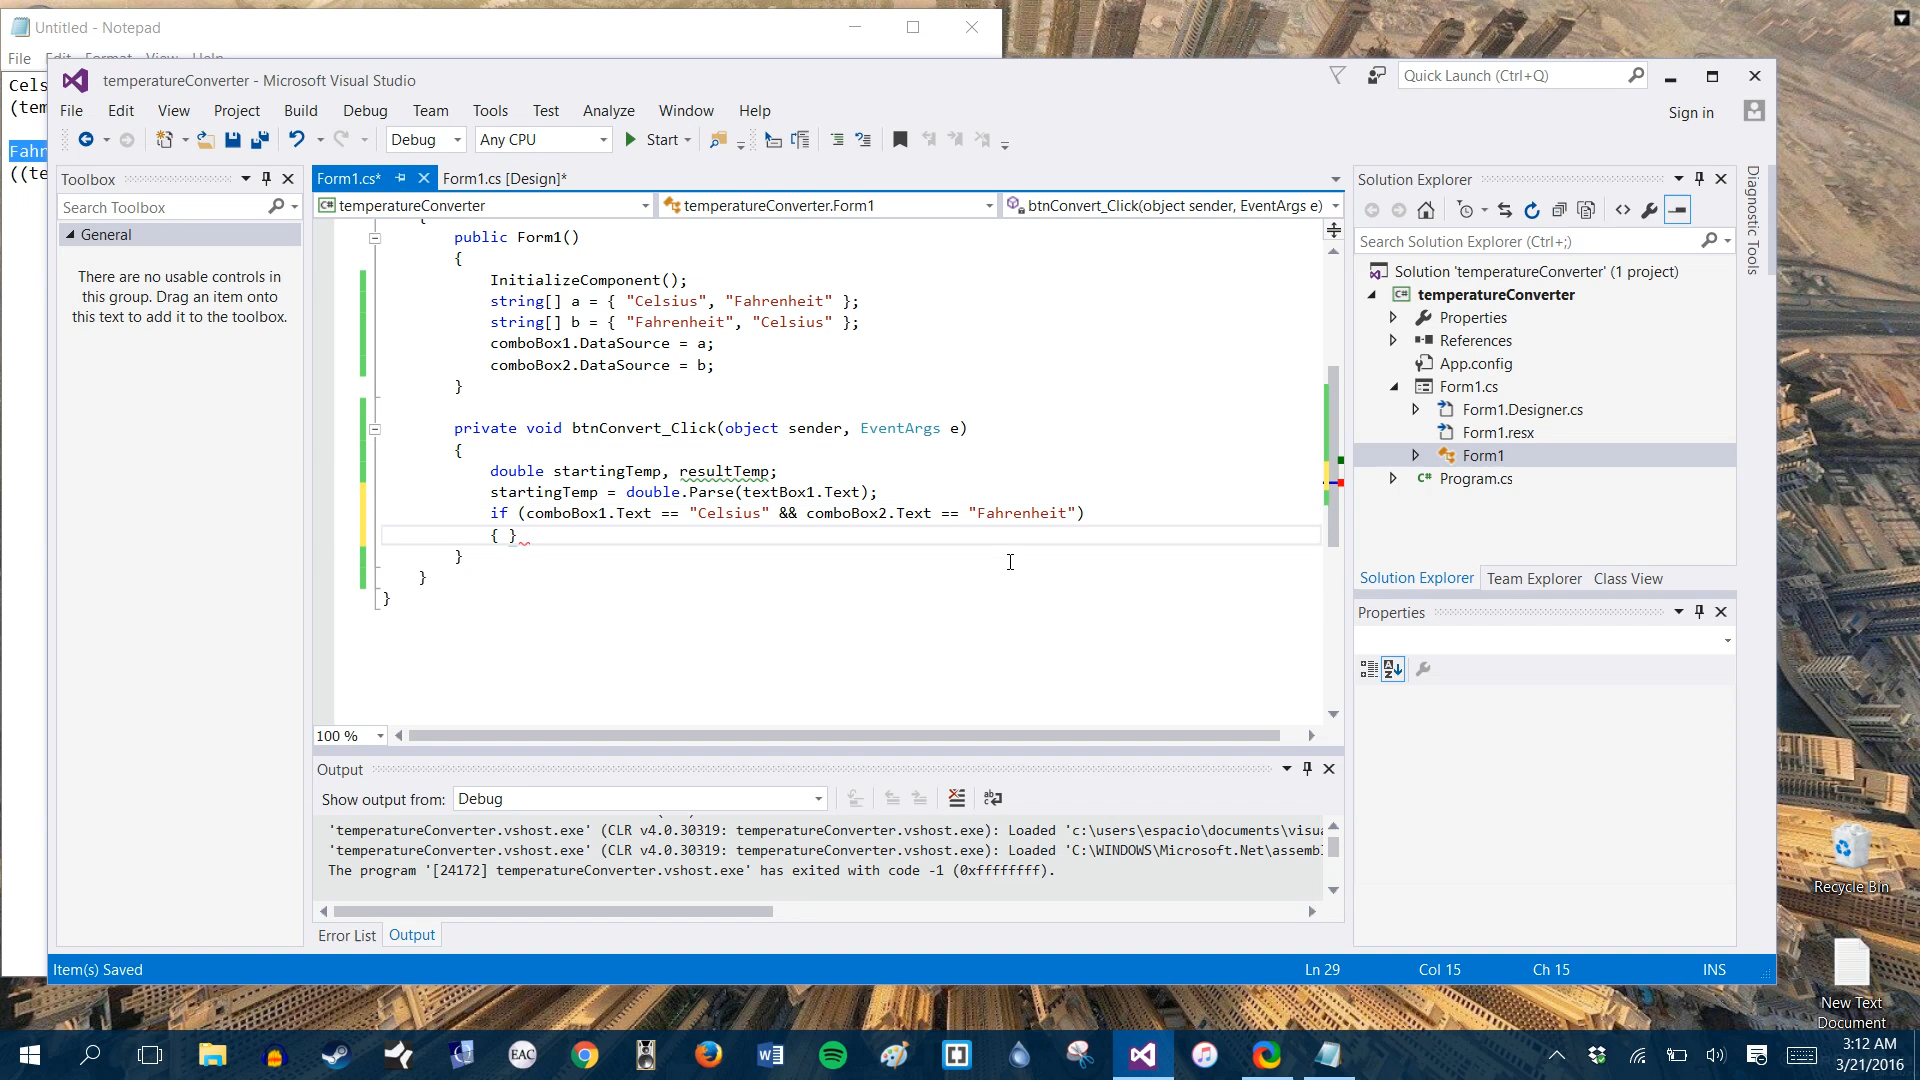 Untitled - Notepad
File Edit Format View Help
Cels
(tem
Fahr
((te
temperatureConverter - Microsoft Visual Studio
Quick Launch (Ctrl+Q)
File Edit View Project Build Debug Team Tools Test Analyze Window Help
Sign in
Debug Any CPU Start
Toolbox
Search Toolbox
General
There are no usable controls in
this group. Drag an item onto
this text to add it to the toolbox.
Form1.cs* Form1.cs [Design]*
temperatureConverter temperatureConverter.Form1 btnConvert_Click(object sender, EventArgs e)
{
public Form1()
{
InitializeComponent();
string[] a = { "Celsius", "Fahrenheit" };
string[] b = { "Fahrenheit", "Celsius" };
comboBox1.DataSource = a;
comboBox2.DataSource = b;
}
private void btnConvert_Click(object sender, EventArgs e)
{
double startingTemp, resultTemp;
startingTemp = double.Parse(textBox1.Text);
if (comboBox1.Text == "Celsius" && comboBox2.Text == "Fahrenheit")
{ }
}
}
}
100 %
Output
Show output from: Debug
'temperatureConverter.vshost.exe' (CLR v4.0.30319: temperatureConverter.vshost.exe): Loaded 'c:\users\espacio\documents\visua
'temperatureConverter.vshost.exe' (CLR v4.0.30319: temperatureConverter.vshost.exe): Loaded 'C:\WINDOWS\Microsoft.Net\assembl
The program '[24172] temperatureConverter.vshost.exe' has exited with code -1 (0xffffffff).
Error List Output
Solution Explorer
Search Solution Explorer (Ctrl+;)
Solution 'temperatureConverter' (1 project)
C# temperatureConverter
Properties
References
App.config
Form1.cs
Form1.Designer.cs
Form1.resx
Form1
C# Program.cs
Solution Explorer Team Explorer Class View
Properties
Diagnostic Tools
Item(s) Saved Ln 29 Col 15 Ch 15 INS
Recycle Bin
New Text
Document
EAC
3:12 AM
3/21/2016